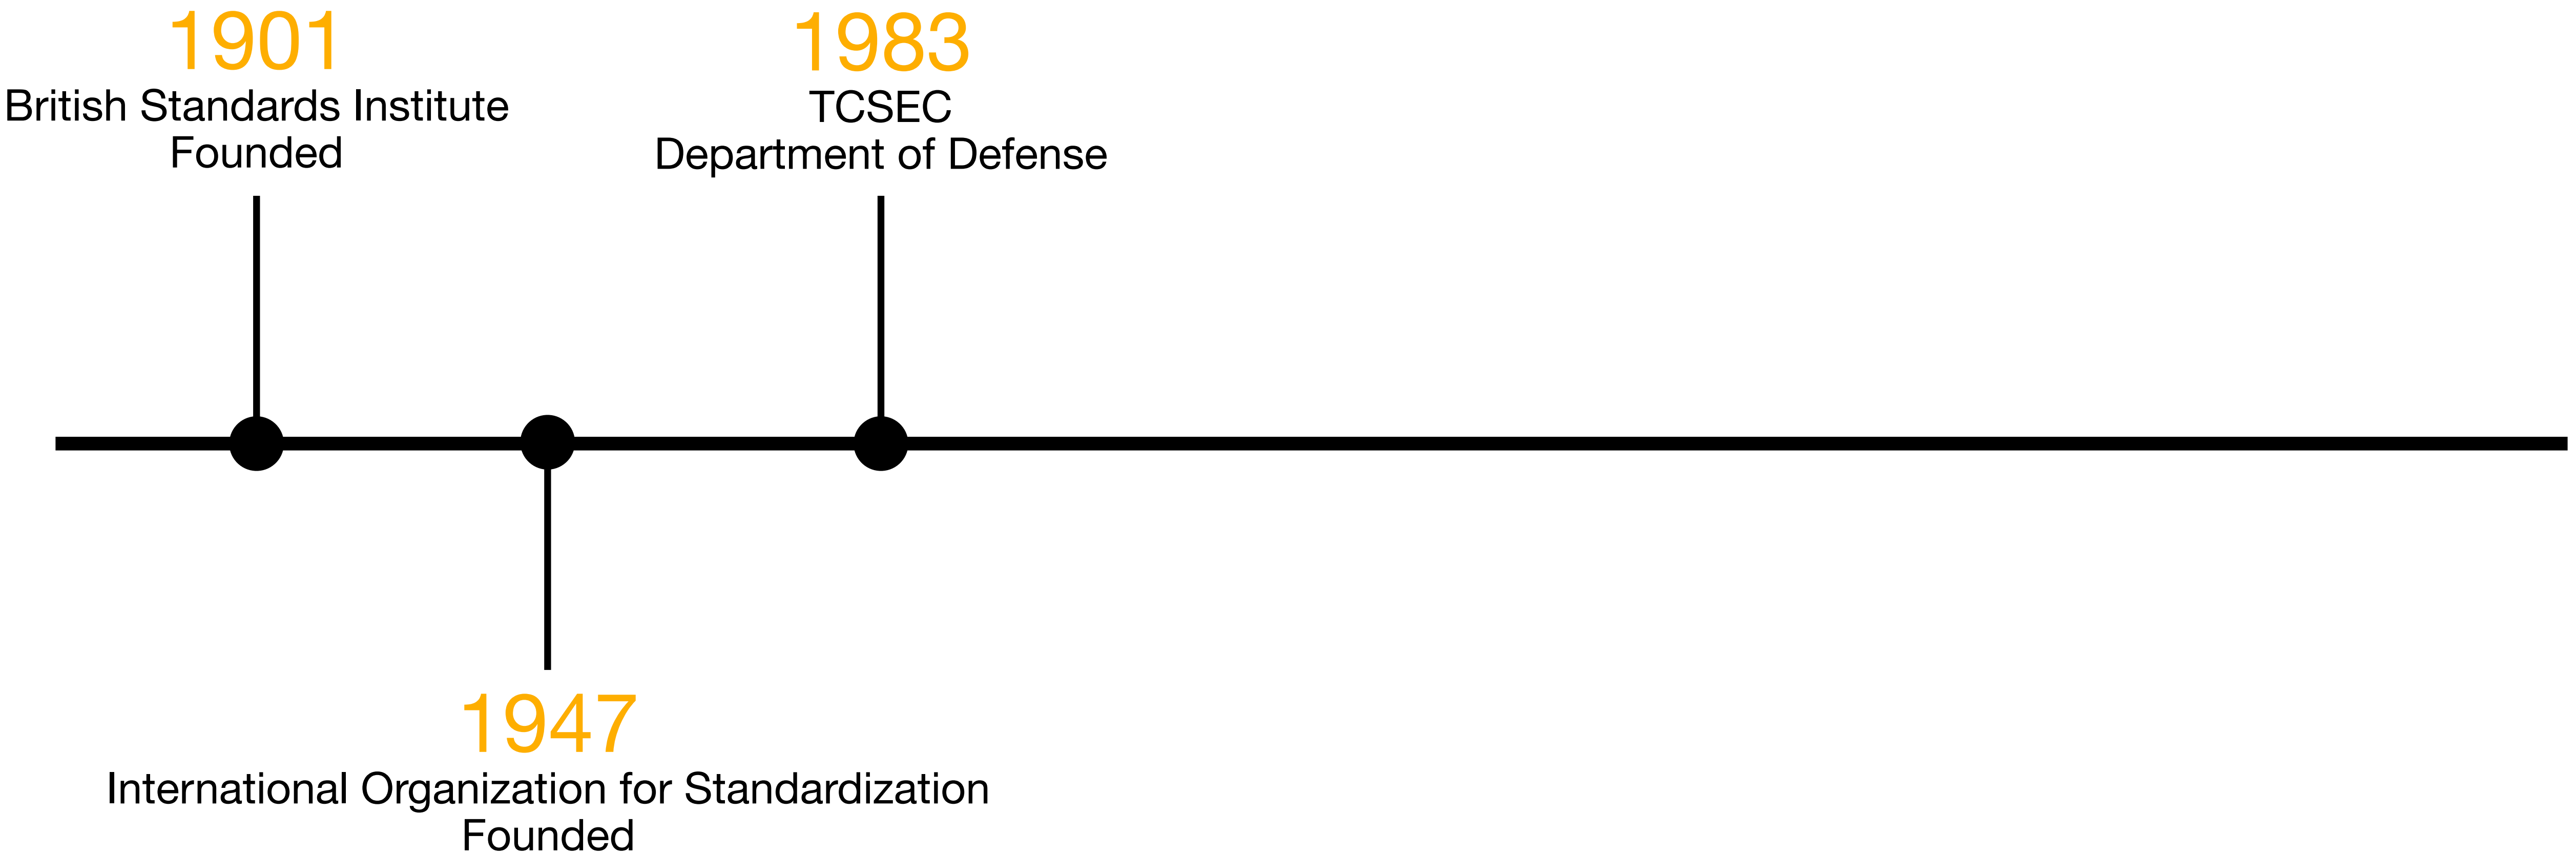 1901
British Standards Institute
Founded
1983
TCSEC
Department of Defense
1947
International Organization for Standardization
Founded